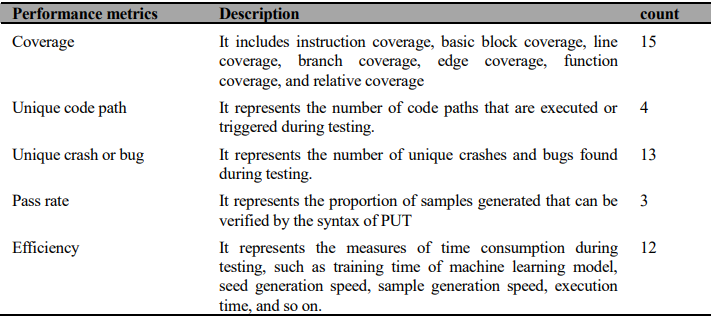 Performance metrics Description count
Coverage It includes instruction coverage, basic block coverage, line 15
coverage, branch coverage, edge coverage, function
coverage, and relative coverage
Unique code path It represents the number of code paths that are executed or 4
triggered during testing.
Unique crash or bug It represents the number of unique crashes and bugs found 13
during testing.
Pass rate It represents the proportion of samples generated that can be 3
verified by the syntax of PUT
Efficiency It represents the measures of time consumption during 12
testing, such as training time of machine learning model,
seed generation speed, sample generation speed, execution
time, and so on.